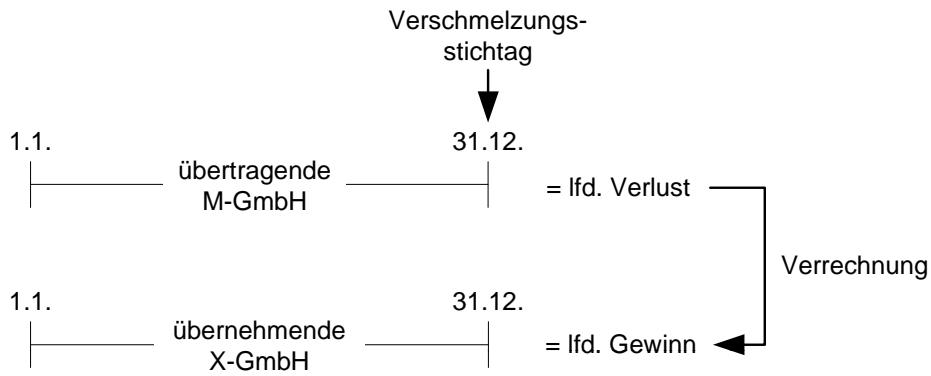 Verschmelzungs-
stichtag
1.1.
31.12.
übertragende
M-GmbH
= lfd. Verlust
Verrechnung
1.1.
31.12.
übernehmende
X-GmbH
= lfd. Gewinn